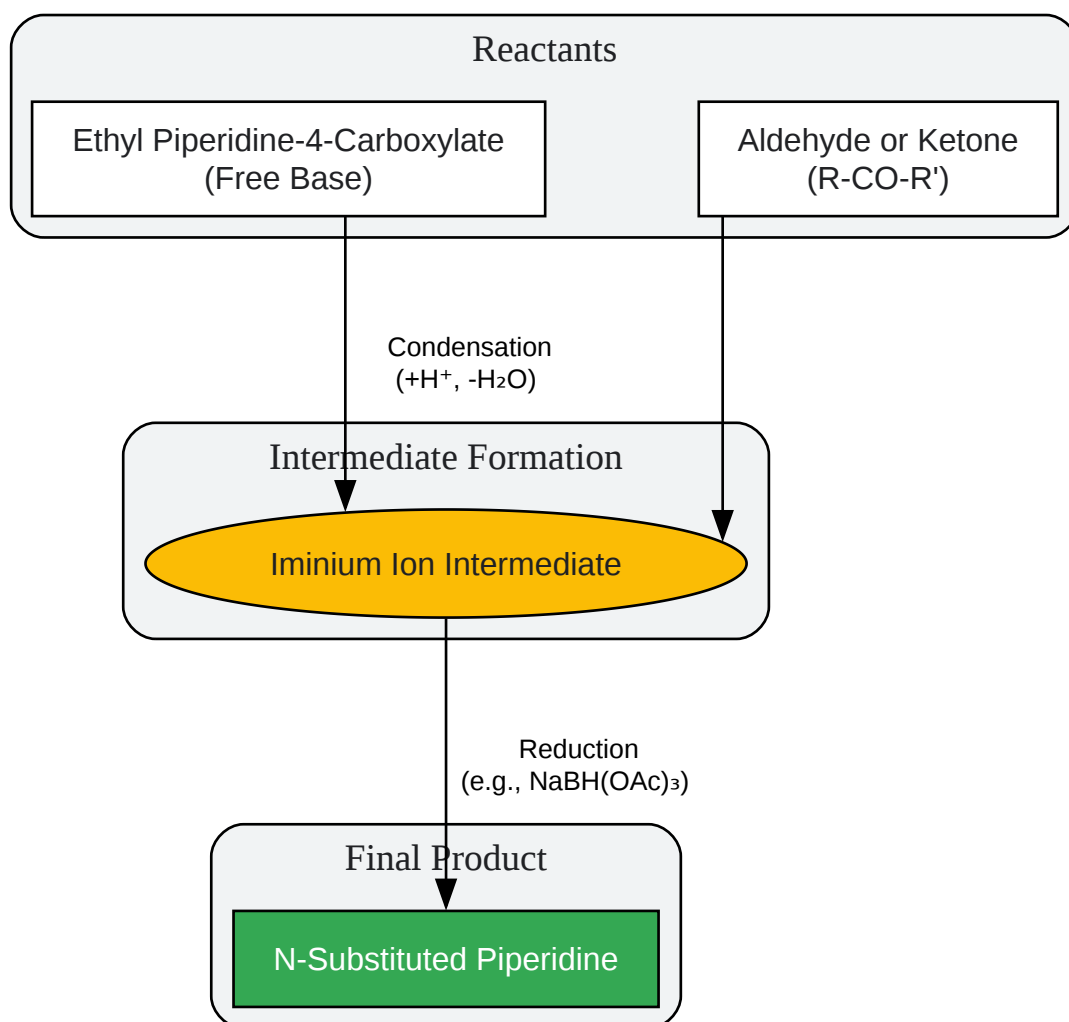 Reactants
Ethyl Piperidine-4-Carboxylate
(Free Base)
Aldehyde or Ketone
(R-CO-R')
Condensation
(+H⁺, -H₂O)
Intermediate Formation
Iminium Ion Intermediate
Reduction
(e.g., NaBH(OAc)₃)
Final Product
N-Substituted Piperidine